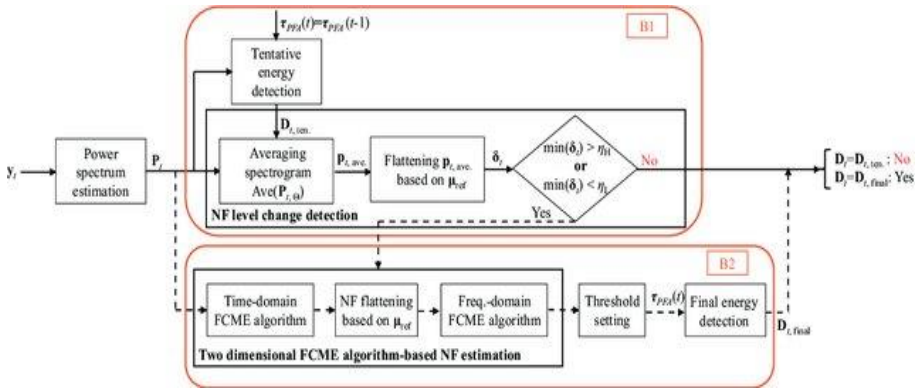 τPFA(t)=τPFA(t-1)
B1
Tentative
energy
detection
Dt, ten.
yt
Power
spectrum
estimation
Pt
Averaging
spectrogram
Ave(Pt, Θ)
pt, ave.
Flattening pt, ave.
based on μref
δt
min(δt) > ηH
or
min(δt) < ηL
No
Yes
NF level change detection
Dt=Dt, ten. : No
Dt=Dt, final: Yes
B2
Time-domain
FCME algorithm
NF flattening
based on μref
Freq.-domain
FCME algorithm
Threshold
setting
τPFA(t)
Final energy
detection
Dt, final
Two dimensional FCME algorithm-based NF estimation